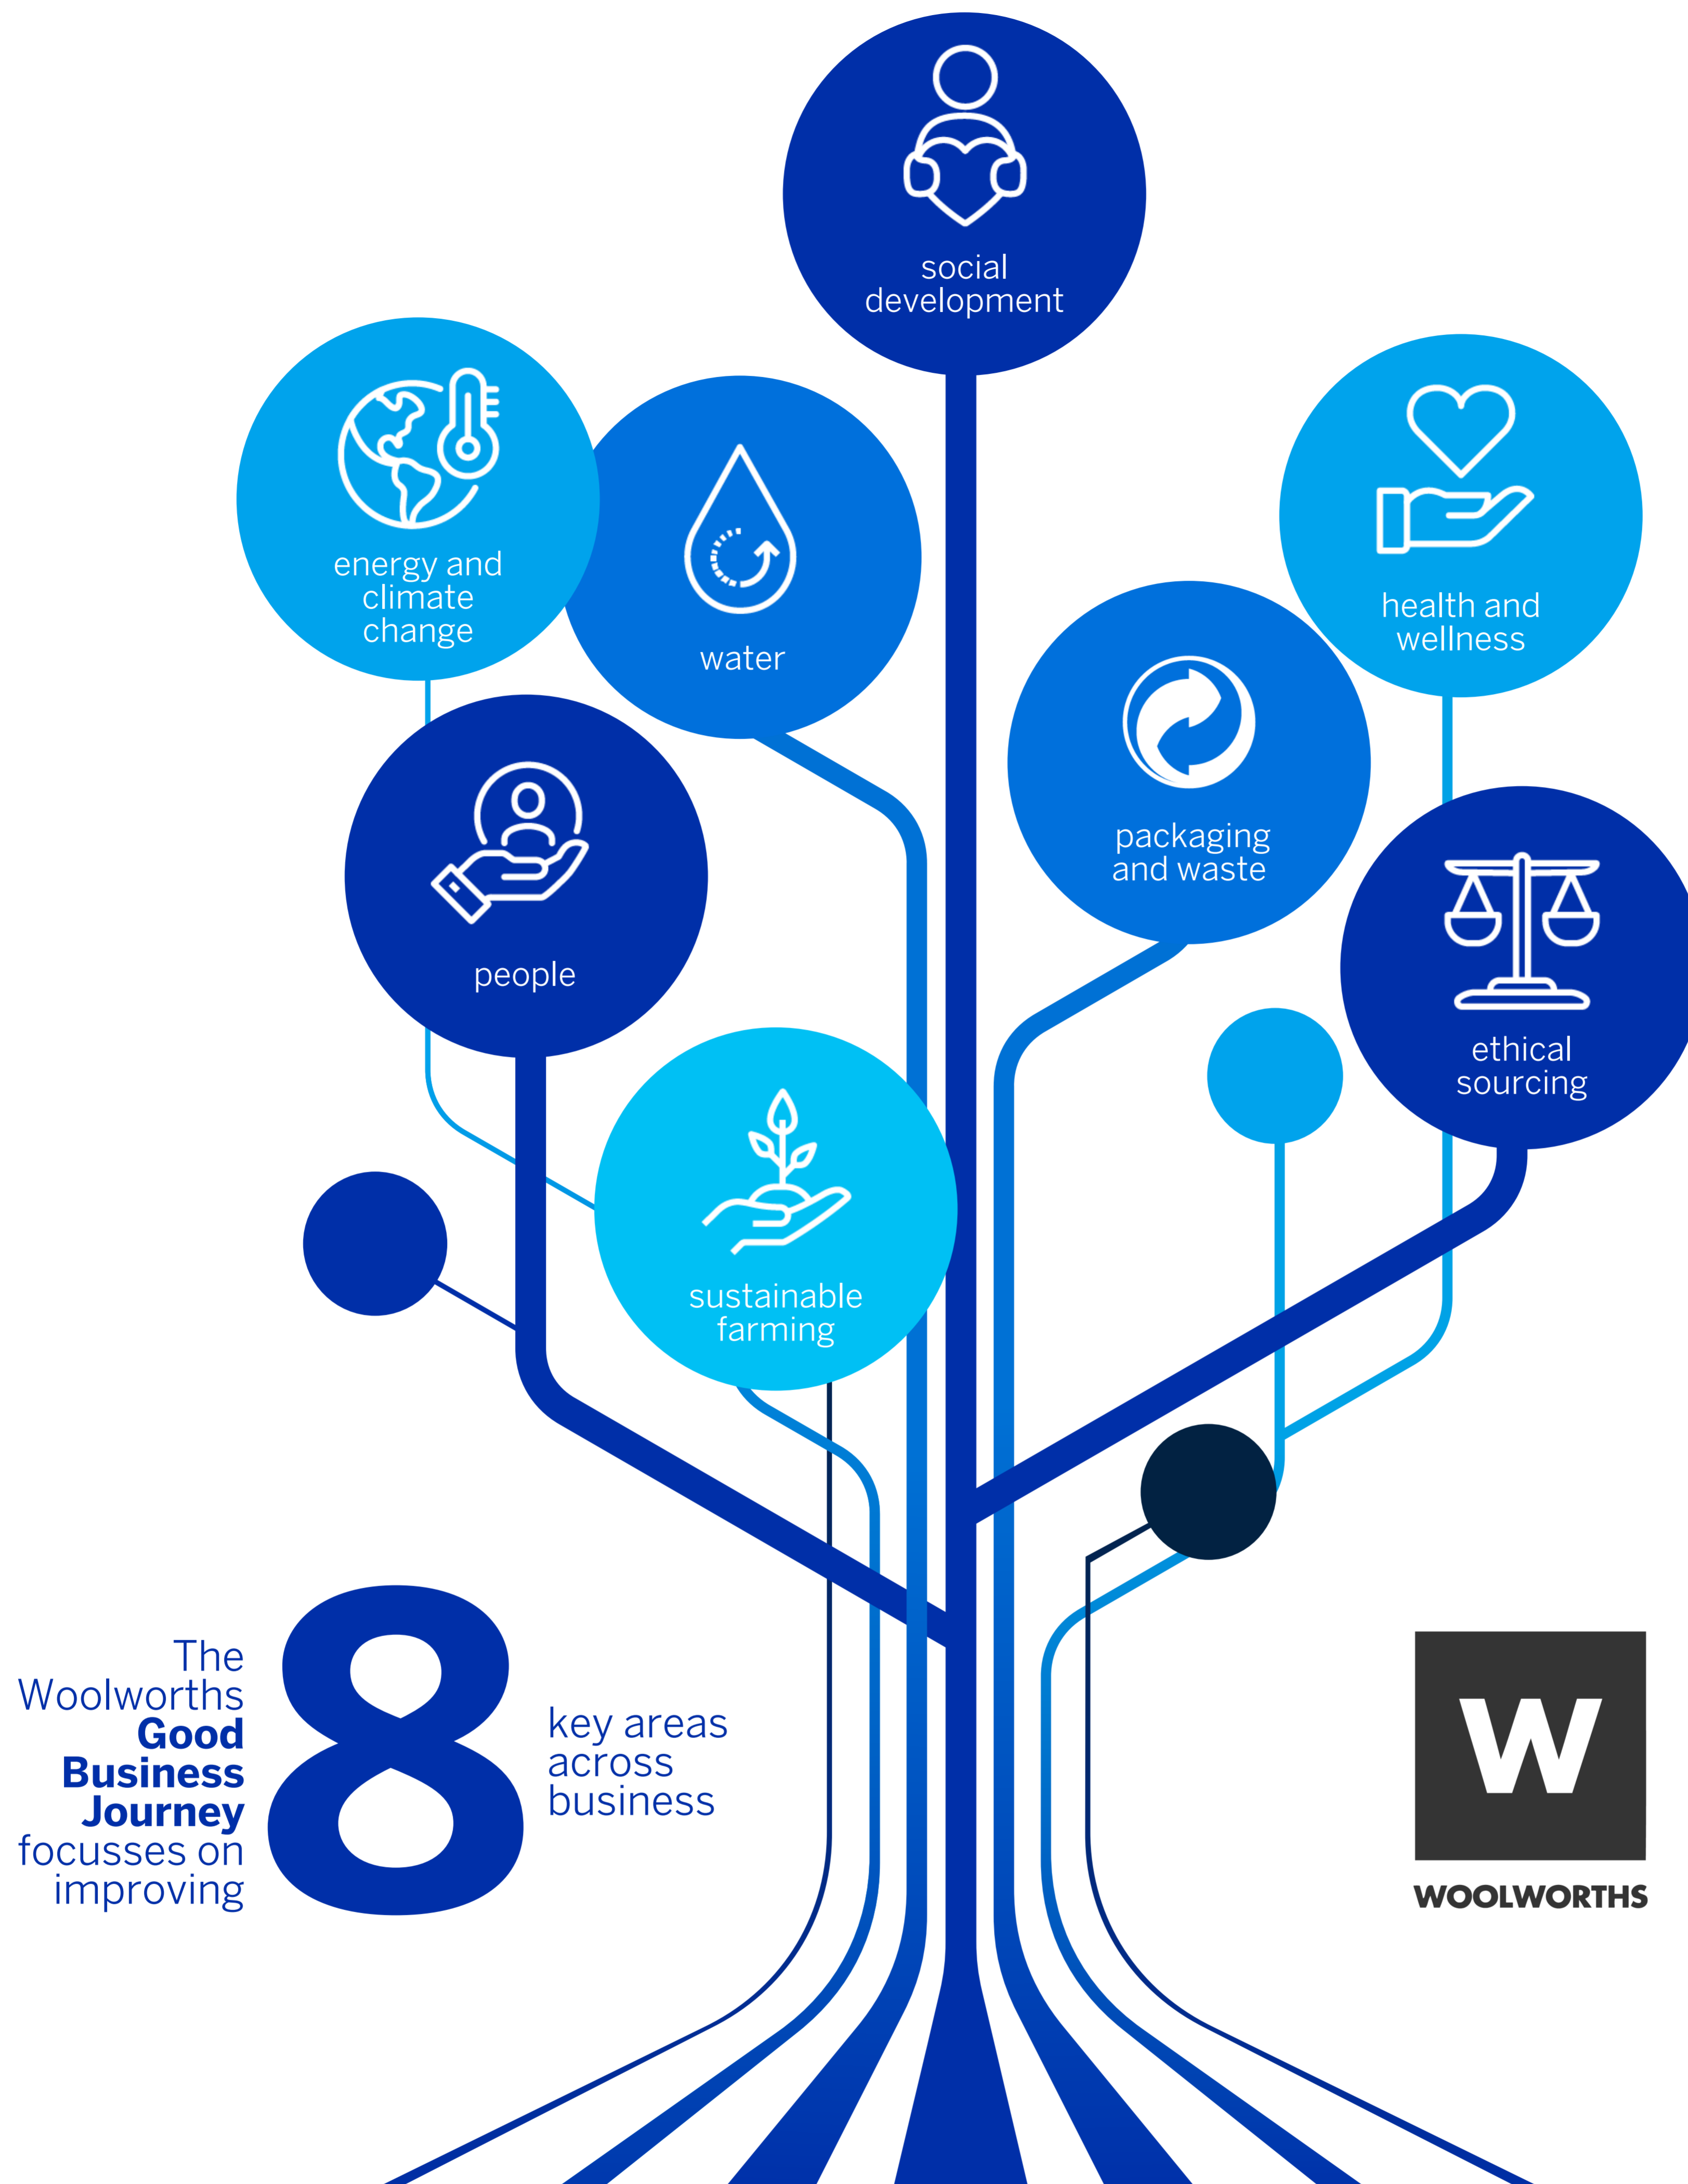 social
development
energy and
climate
change
water
health and
wellness
packaging
and waste
people
ethical
sourcing
sustainable
farming
The
Woolworths
Good
Business
Journey
focusses on
improving
8
key areas
across
business
W
WOOLWORTHS